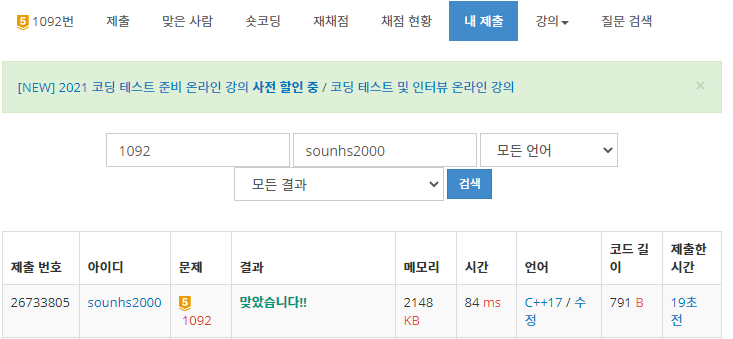 5 1092번 제출 맞은 사람 숏코딩 재채점 채점 현황 내 제출 강의 질문 검색
[NEW] 2021 코딩 테스트 준비 온라인 강의 사전 할인 중 / 코딩 테스트 및 인터뷰 온라인 강의 ×
1092 sounhs2000 모든 언어
모든 결과 검색
제출 번호 아이디 문제 결과 메모리 시간 언어 코드 길이 제출한 시간
26733805 sounhs2000 5 1092 맞았습니다!! 2148 KB 84 ms C++17 / 수정 791 B 19초 전